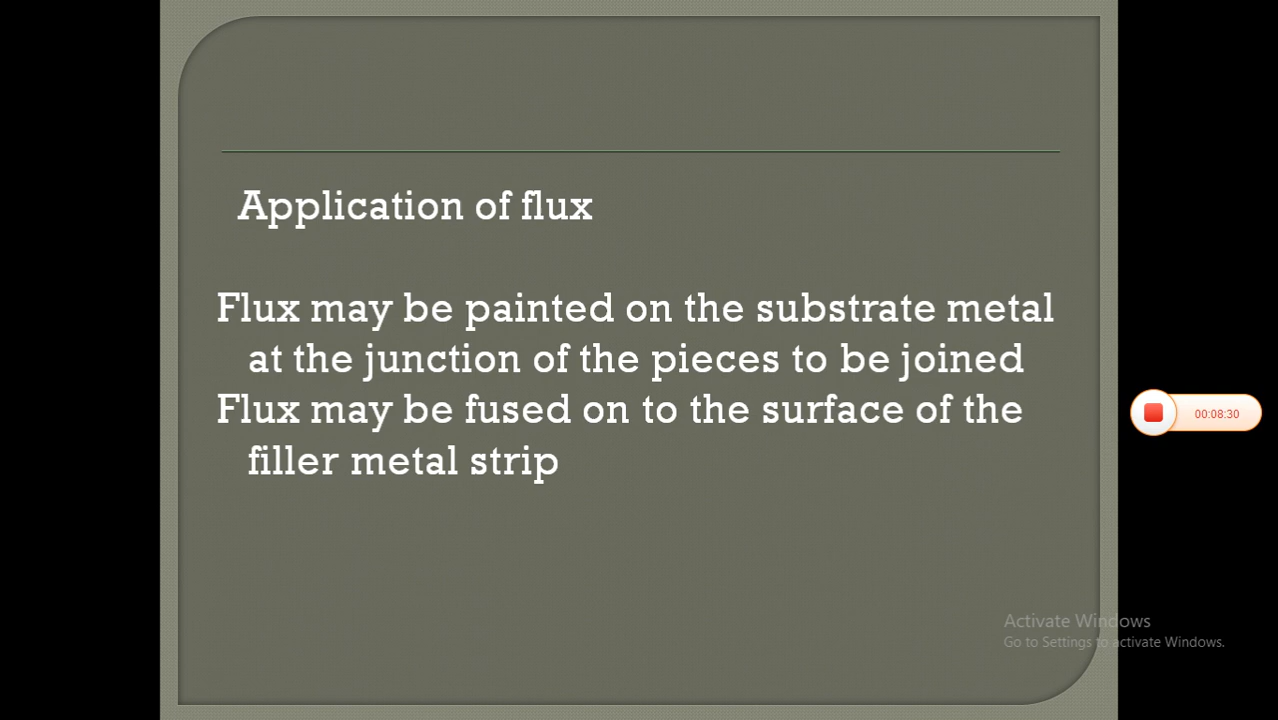 Application of flux
Flux may be painted on the substrate metal
at the junction of the pieces to be joined
Flux may be fused on to the surface of the
filler metal strip
00:08:30
Activate Windows
Go to Settings to activate Windows.